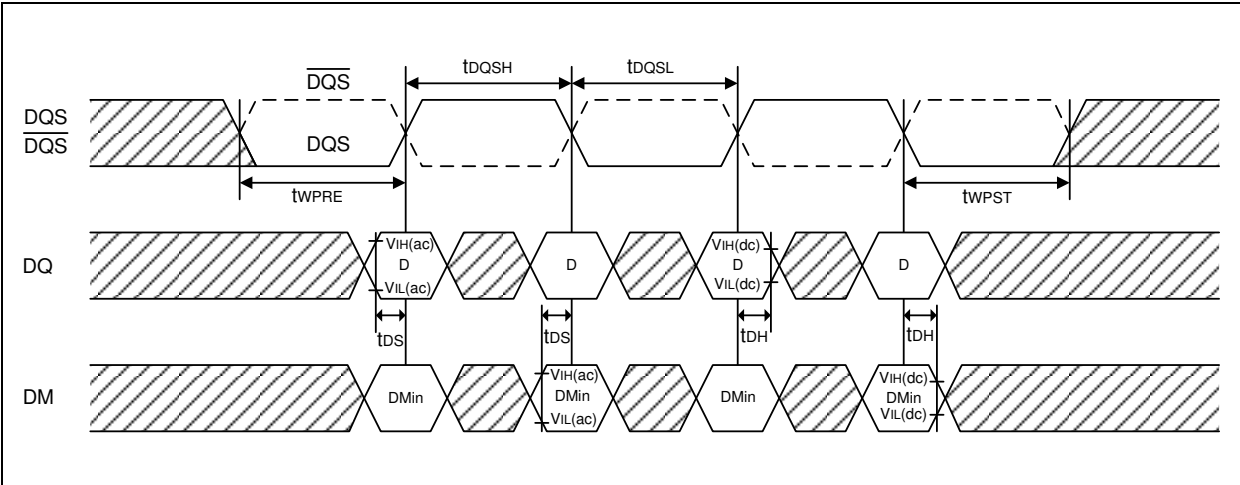 DQS
tDQSH
tDQSL
DQS
DQS
DQS
tWPRE
tWPST
DQ
VIH(ac)
D
VIL(ac)
D
VIH(dc)
D
VIL(dc)
D
tDS
tDS
tDH
tDH
DM
DMin
VIH(ac)
DMin
VIL(ac)
DMin
VIH(dc)
DMin
VIL(dc)